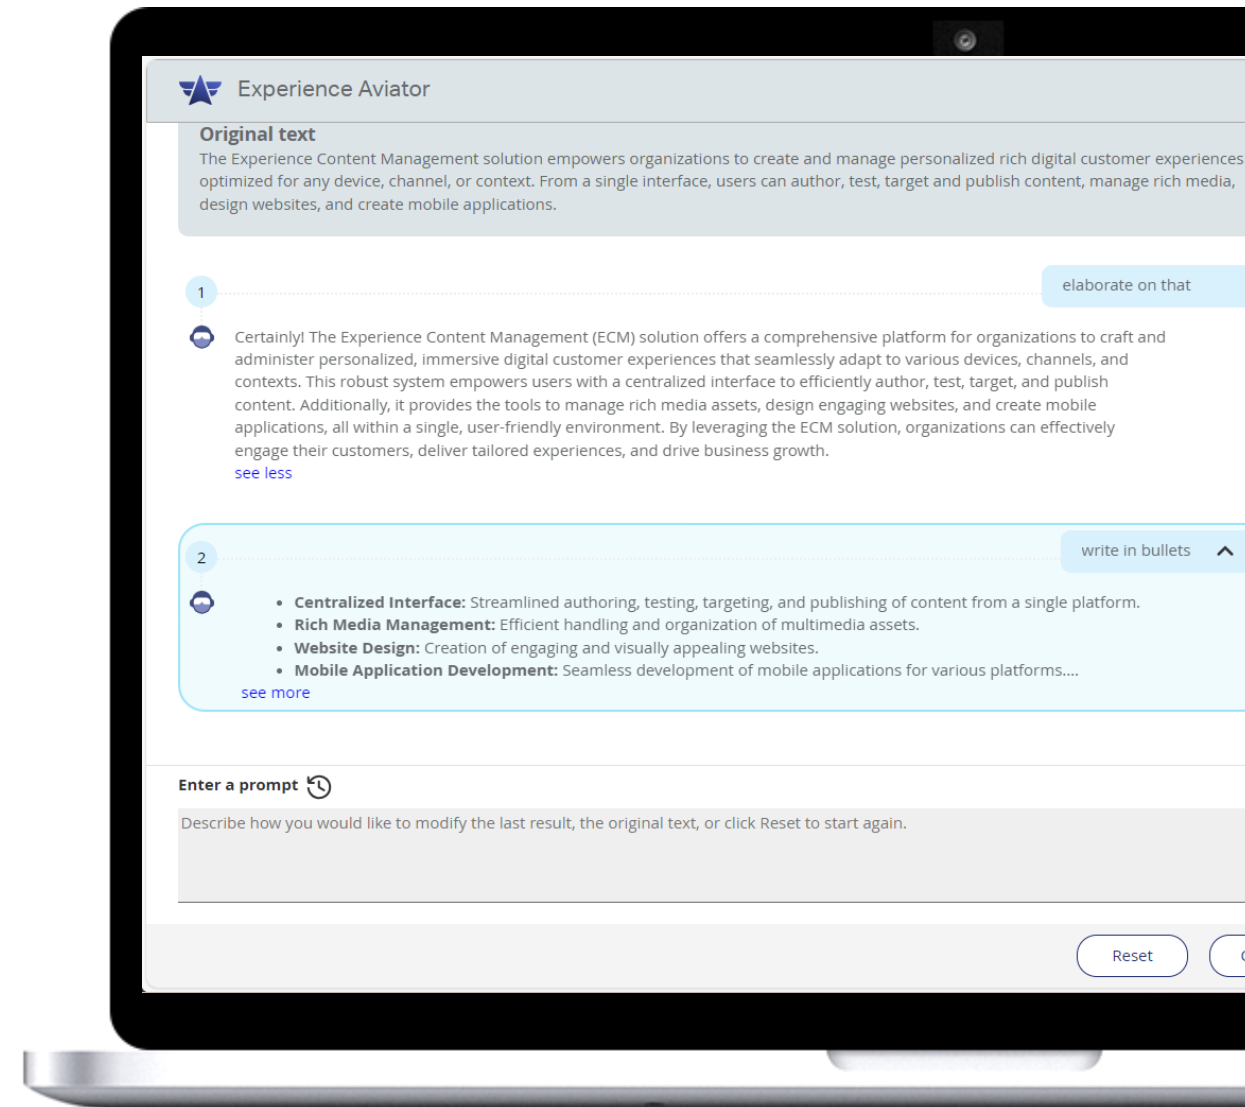 Experience Aviator
Original text
The Experience Content Management solution empowers organizations to create and manage personalized rich digital customer experiences
optimized for any device, channel, or context. From a single interface, users can author, test, target and publish content, manage rich media,
design websites, and create mobile applications.
1
elaborate on that
Certainly! The Experience Content Management (ECM) solution offers a comprehensive platform for organizations to craft and
administer personalized, immersive digital customer experiences that seamlessly adapt to various devices, channels, and
contexts. This robust system empowers users with a centralized interface to efficiently author, test, target, and publish
content. Additionally, it provides the tools to manage rich media assets, design engaging websites, and create mobile
applications, all within a single, user-friendly environment. By leveraging the ECM solution, organizations can effectively
engage their customers, deliver tailored experiences, and drive business growth.
see less
2
write in bullets
• Centralized Interface: Streamlined authoring, testing, targeting, and publishing of content from a single platform.
• Rich Media Management: Efficient handling and organization of multimedia assets.
• Website Design: Creation of engaging and visually appealing websites.
• Mobile Application Development: Seamless development of mobile applications for various platforms....
see more
Enter a prompt
Describe how you would like to modify the last result, the original text, or click Reset to start again.
Reset